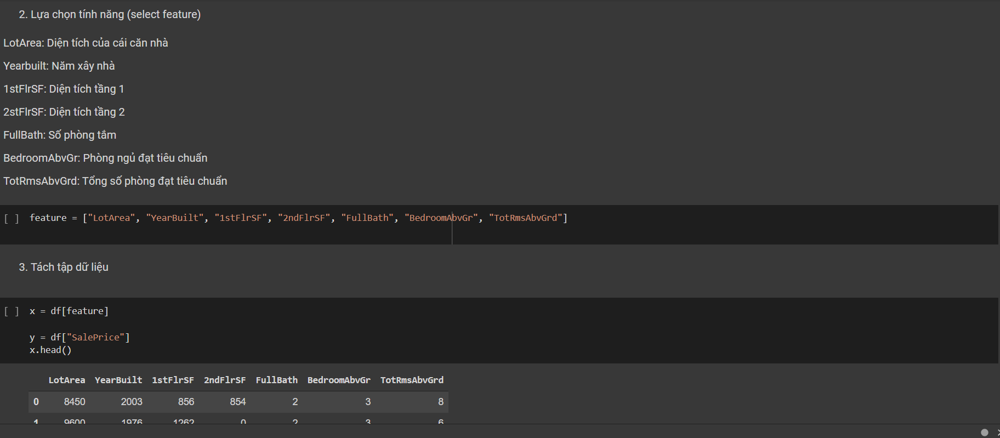 2. Lựa chọn tính năng (select feature)
LotArea: Diện tích của cái căn nhà
Yearbuilt: Năm xây nhà
1stFlrSF: Diện tích tầng 1
2stFlrSF: Diện tích tầng 2
FullBath: Số phòng tắm
BedroomAbvGr: Phòng ngủ đạt tiêu chuẩn
TotRmsAbvGrd: Tổng số phòng đạt tiêu chuẩn
[ ] feature = ["LotArea", "YearBuilt", "1stFlrSF", "2ndFlrSF", "FullBath", "BedroomAbvGr", "TotRmsAbvGrd"]
3. Tách tập dữ liệu
[ ] x = df[feature]
y = df["SalePrice"]
x.head()
LotArea YearBuilt 1stFlrSF 2ndFlrSF FullBath BedroomAbvGr TotRmsAbvGrd
0 8450 2003 856 854 2 3 8
1 9600 1976 1262 0 2 3 6